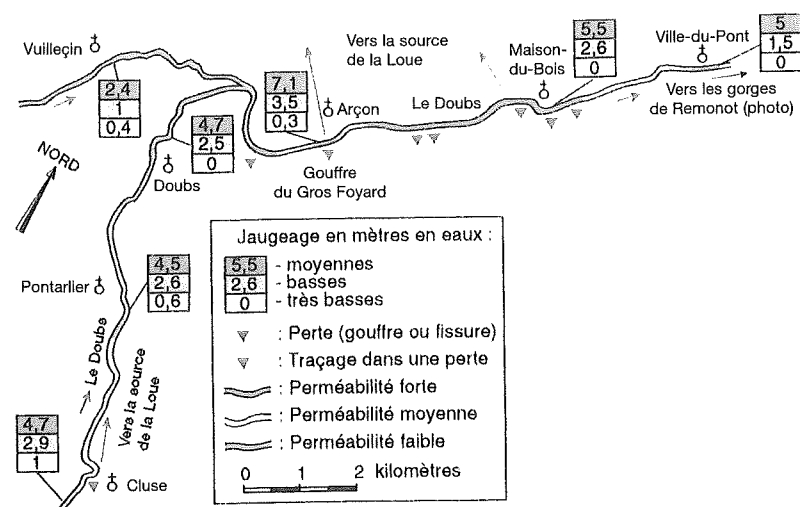 Vuilleçin
2,4
1
0,4
7,1
3,5
0,3
Vers la source
de la Loue
Arçon
Le Doubs
Maison-
du-Bois
5,5
2,6
0
Ville-du-Pont
5
1,5
0
Vers les gorges
de Remonot (photo)
NORD
4,7
2,5
0
Doubs
Gouffre
du Gros Foyard
Pontarlier
4,5
2,6
0,6
Le Doubs
Vers la source
de la Loue
4,7
2,9
1
Cluse
Jaugeage en mètres en eaux :
5,5 - moyennes
2,6 - basses
0 - très basses
: Perte (gouffre ou fissure)
: Traçage dans une perte
: Perméabilité forte
: Perméabilité moyenne
: Perméabilité faible
0 1 2 kilomètres